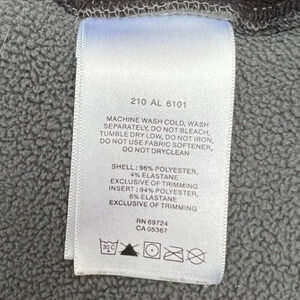 210 AL 6101
MACHINE WASH COLD, WASH
SEPARATELY, DO NOT BLEACH,
TUMBLE DRY LOW, DO NOT IRON,
DO NOT USE FABRIC SOFTENER,
DO NOT DRYCLEAN
SHELL: 96% POLYESTER,
4% ELASTANE
EXCLUSIVE OF TRIMMING
INSERT: 94% POLYESTER,
6% ELASTANE
EXCLUSIVE OF TRIMMING
RN 69724
CA 05367
30C